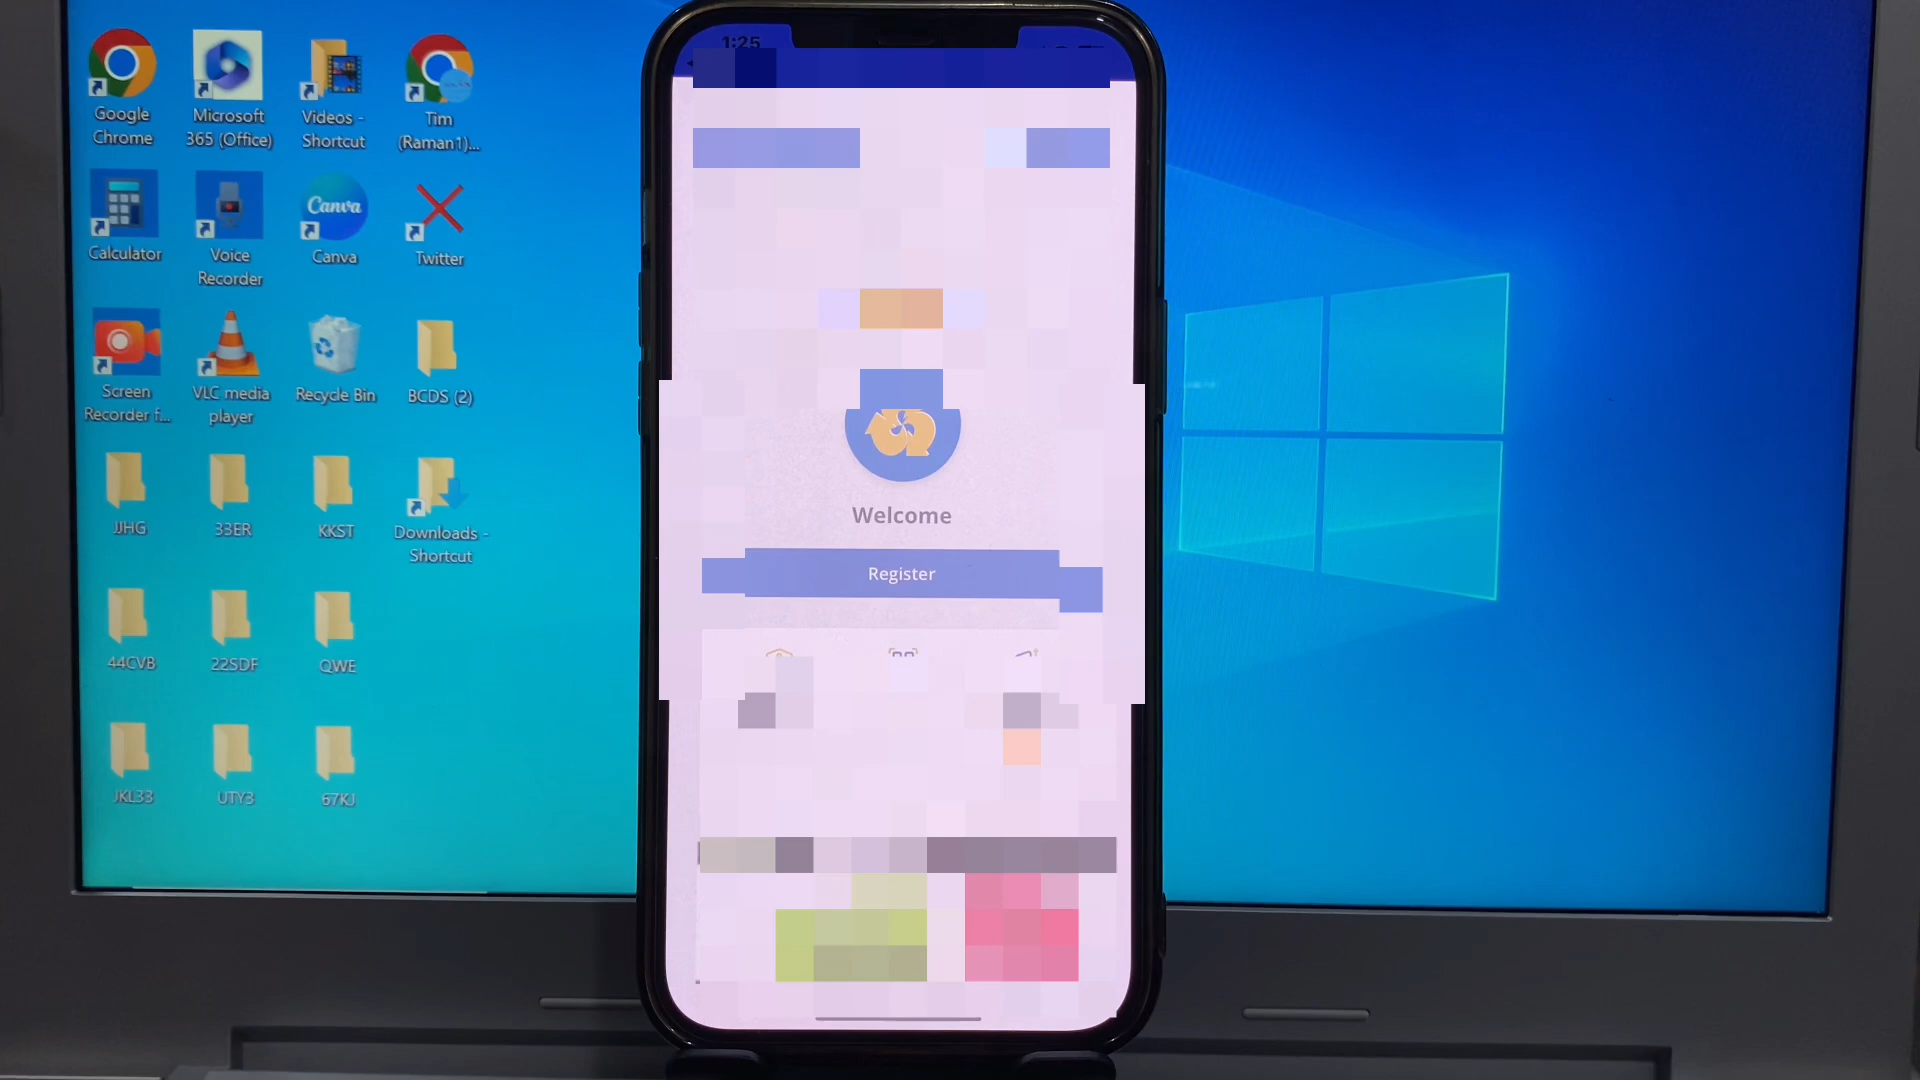 Google
Chrome
Microsoft
365 (Office)
Videos -
Shortcut
Tim
(Raman1)...
Calculator
Voice
Recorder
Canva
Canva
Twitter
Screen
Recorder f...
VLC media
player
Recycle Bin
BCDS (2)
JJHG
33ER
KKST
Downloads -
Shortcut
44CVB
22SDF
QWE
JKL33
UTY3
67KJ
1:25
Welcome
Register